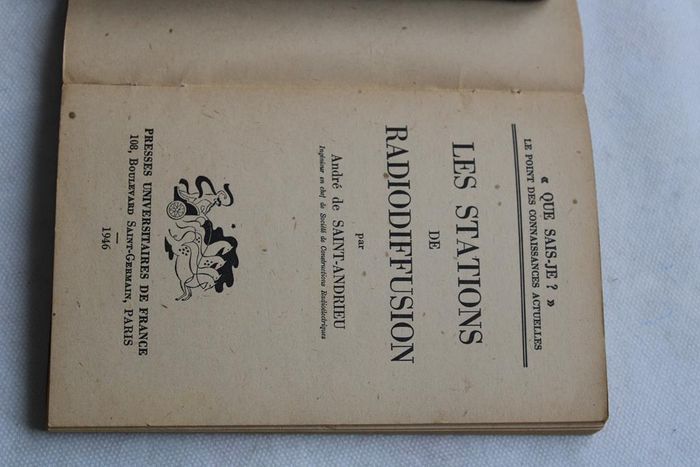 « QUE SAIS-JE ? »
LE POINT DES CONNAISSANCES ACTUELLES
LES STATIONS
DE
RADIODIFFUSION
par
André de SAINT-ANDRIEU
Ingénieur en chef de Société de Constructions Radioélectriques
PRESSES UNIVERSITAIRES DE FRANCE
108, BOULEVARD SAINT-GERMAIN, PARIS
1946